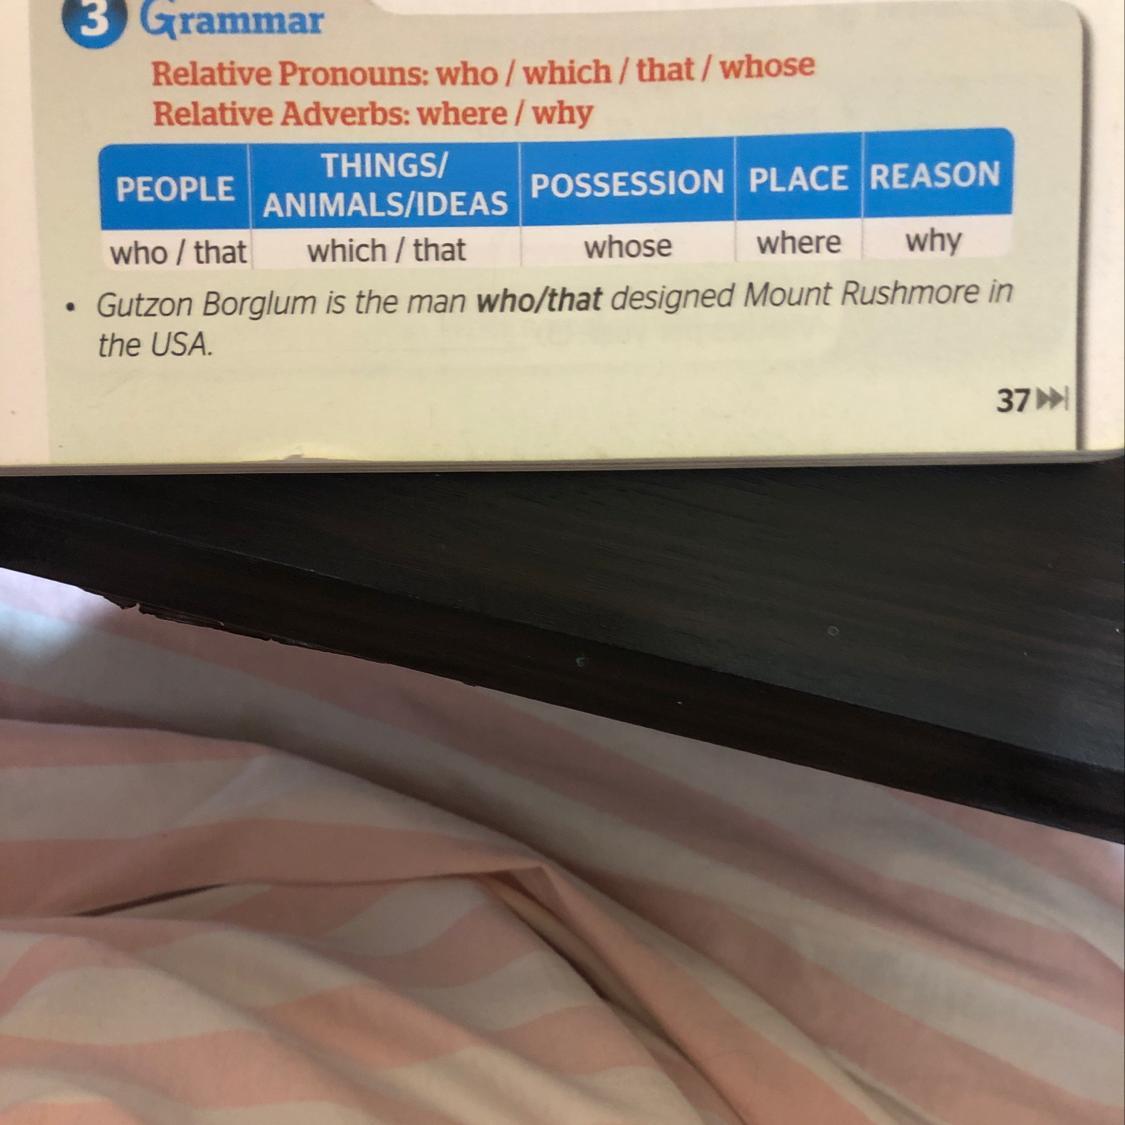 3 Grammar
Relative Pronouns: who / which / that / whose
Relative Adverbs: where / why
PEOPLE THINGS/ POSSESSION PLACE REASON
ANIMALS/IDEAS
who / that which / that whose where why
• Gutzon Borglum is the man who/that designed Mount Rushmore in
the USA.
37